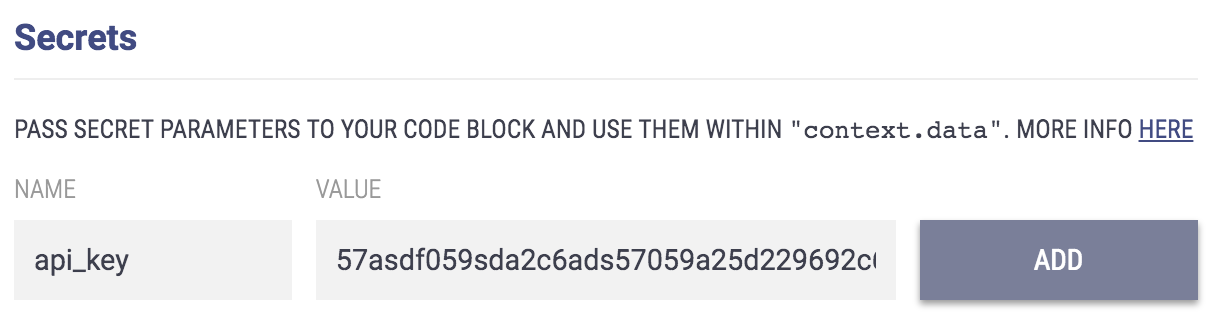 Secrets
PASS SECRET PARAMETERS TO YOUR CODE BLOCK AND USE THEM WITHIN "context.data". MORE INFO HERE
NAME VALUE
api_key 57asdf059sda2c6ads57059a25d229692c ADD